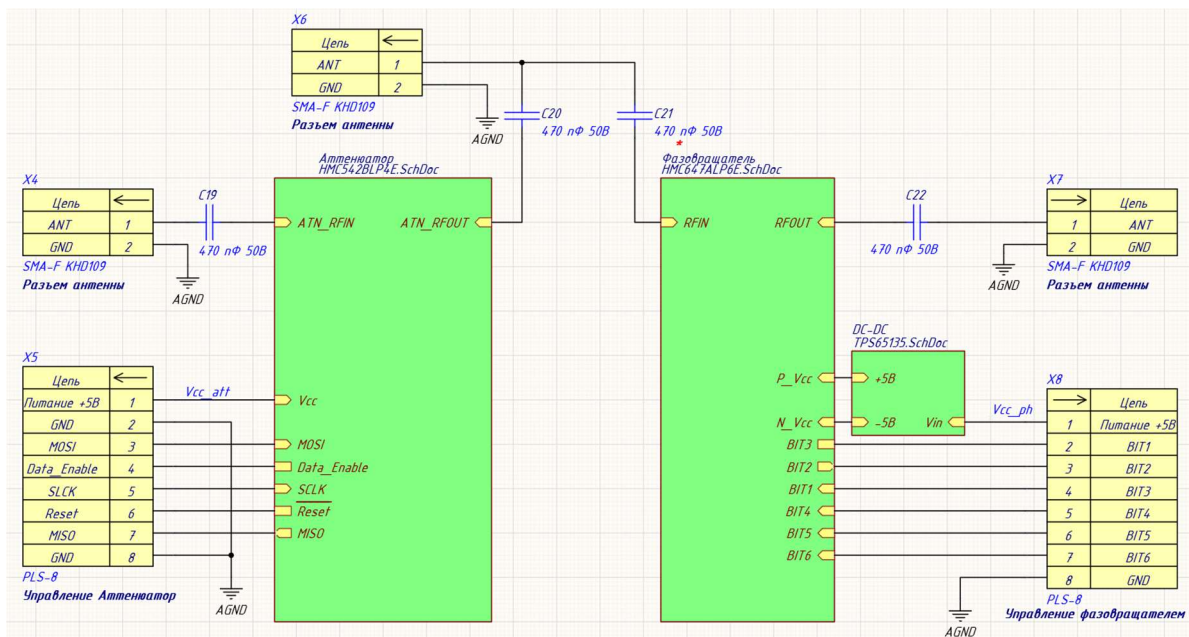 X6
Цепь
ANT 1
GND 2
SMA-F KHD109
Разъем антенны
AGND
C20
470 пФ 50В
C21
470 пФ 50В
*
X4
Цепь
ANT 1
GND 2
SMA-F KHD109
Разъем антенны
AGND
C19
470 пФ 50В
Аттенюатор
HMC542BLP4E.SchDoc
ATN_RFIN
ATN_RFOUT
Vcc
MOSI
Data_Enable
SCLK
Reset
MISO
X5
Цепь
Питание +5В 1
GND 2
MOSI 3
Data_Enable 4
SLCK 5
Reset 6
MISO 7
GND 8
PLS-8
Управление Аттенюатор
Vcc_att
AGND
Фазовращатель
HMC647ALP6E.SchDoc
RFIN
RFOUT
P_Vcc
N_Vcc
BIT3
BIT2
BIT1
BIT4
BIT5
BIT6
C22
470 пФ 50В
X7
Цепь
1 ANT
2 GND
SMA-F KHD109
Разъем антенны
AGND
DC-DC
TPS65135.SchDoc
+5В
-5В
Vin
Vcc_ph
X8
Цепь
1 Питание +5В
2 BIT1
3 BIT2
4 BIT3
5 BIT4
6 BIT5
7 BIT6
8 GND
PLS-8
Управление фазовращателем
AGND